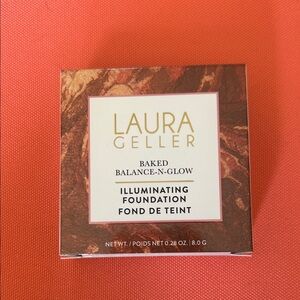 LAURA
GELLER
BAKED
BALANCE-N-GLOW
ILLUMINATING
FOUNDATION
FOND DE TEINT
NET WT. / POIDS NET 0.28 OZ. | 8.0 G